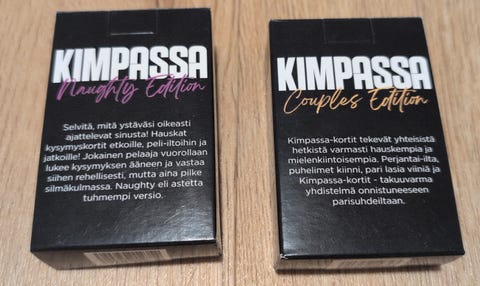 KIMPASSA
Naughty Edition
Selvitä, mitä ystäväsi oikeasti
ajattelevat sinusta! Hauskat
kysymyskortit etkoille, peli-iltoihin ja
jatkoille! Jokainen pelaaja vuorollaan
lukee kysymyksen ääneen ja vastaa
siihen rehellisesti, mutta aina pilke
silmäkulmassa. Naughty eli astetta
tuhmempi versio.
KIMPASSA
Couples Edition
Kimpassa-kortit tekevät yhteisistä
hetkistä varmasti hauskempia ja
mielenkiintoisempia. Perjantai-ilta,
puhelimet kiinni, pari lasia viiniä ja
Kimpassa-kortit - takuuvarma
yhdistelmä onnistuneeseen
parisuhdeiltaan.